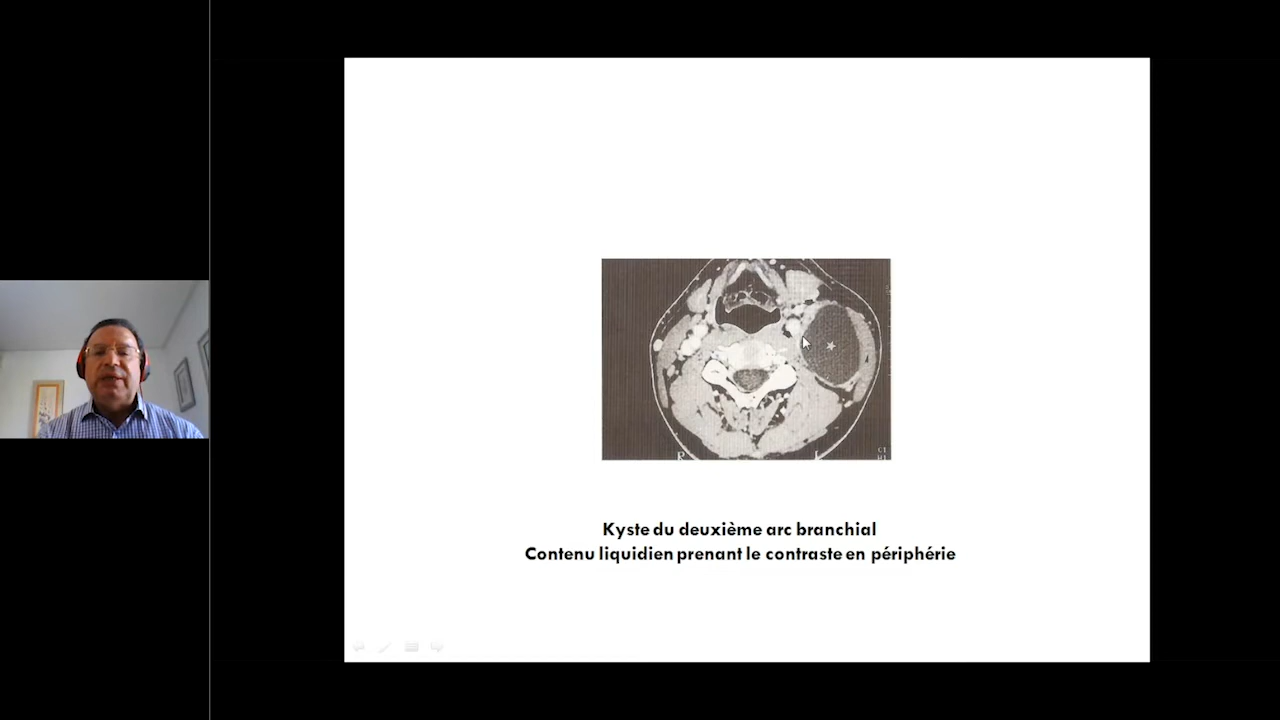 R
L
Kyste du deuxième arc branchial
Contenu liquidien prenant le contraste en périphérie